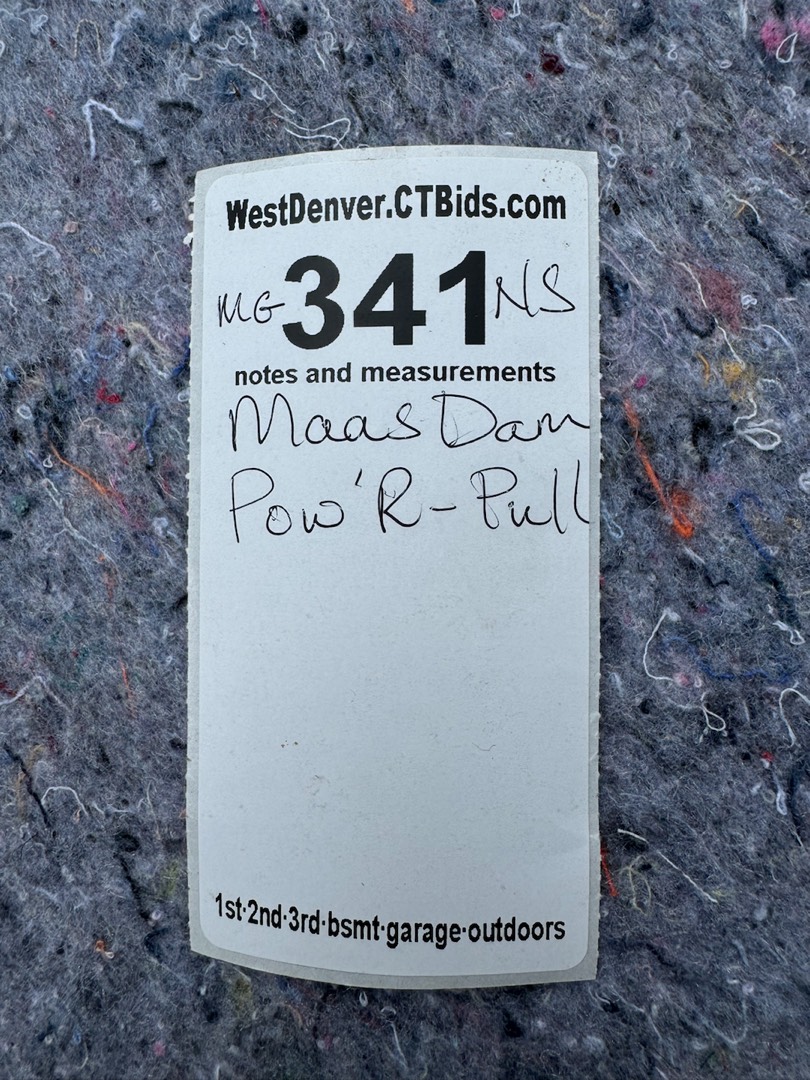 WestDenver.CTBids.com
MG 341 NS
notes and measurements
Maas Dam
Pow'R-Pull
1st·2nd·3rd·bsmt·garage·outdoors